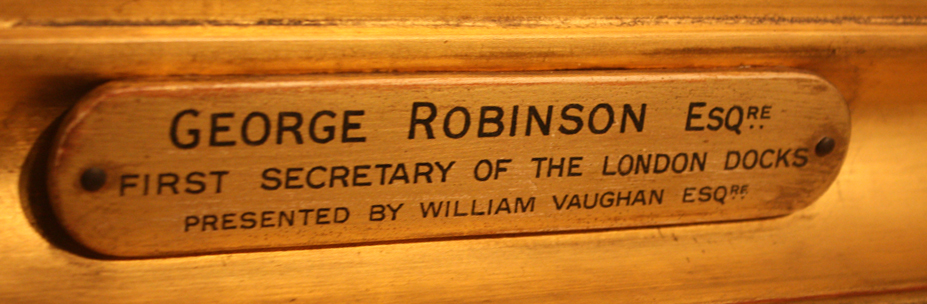 GEORGE ROBINSON ESQRE
FIRST SECRETARY OF THE LONDON DOCKS
PRESENTED BY WILLIAM VAUGHAN ESQRE